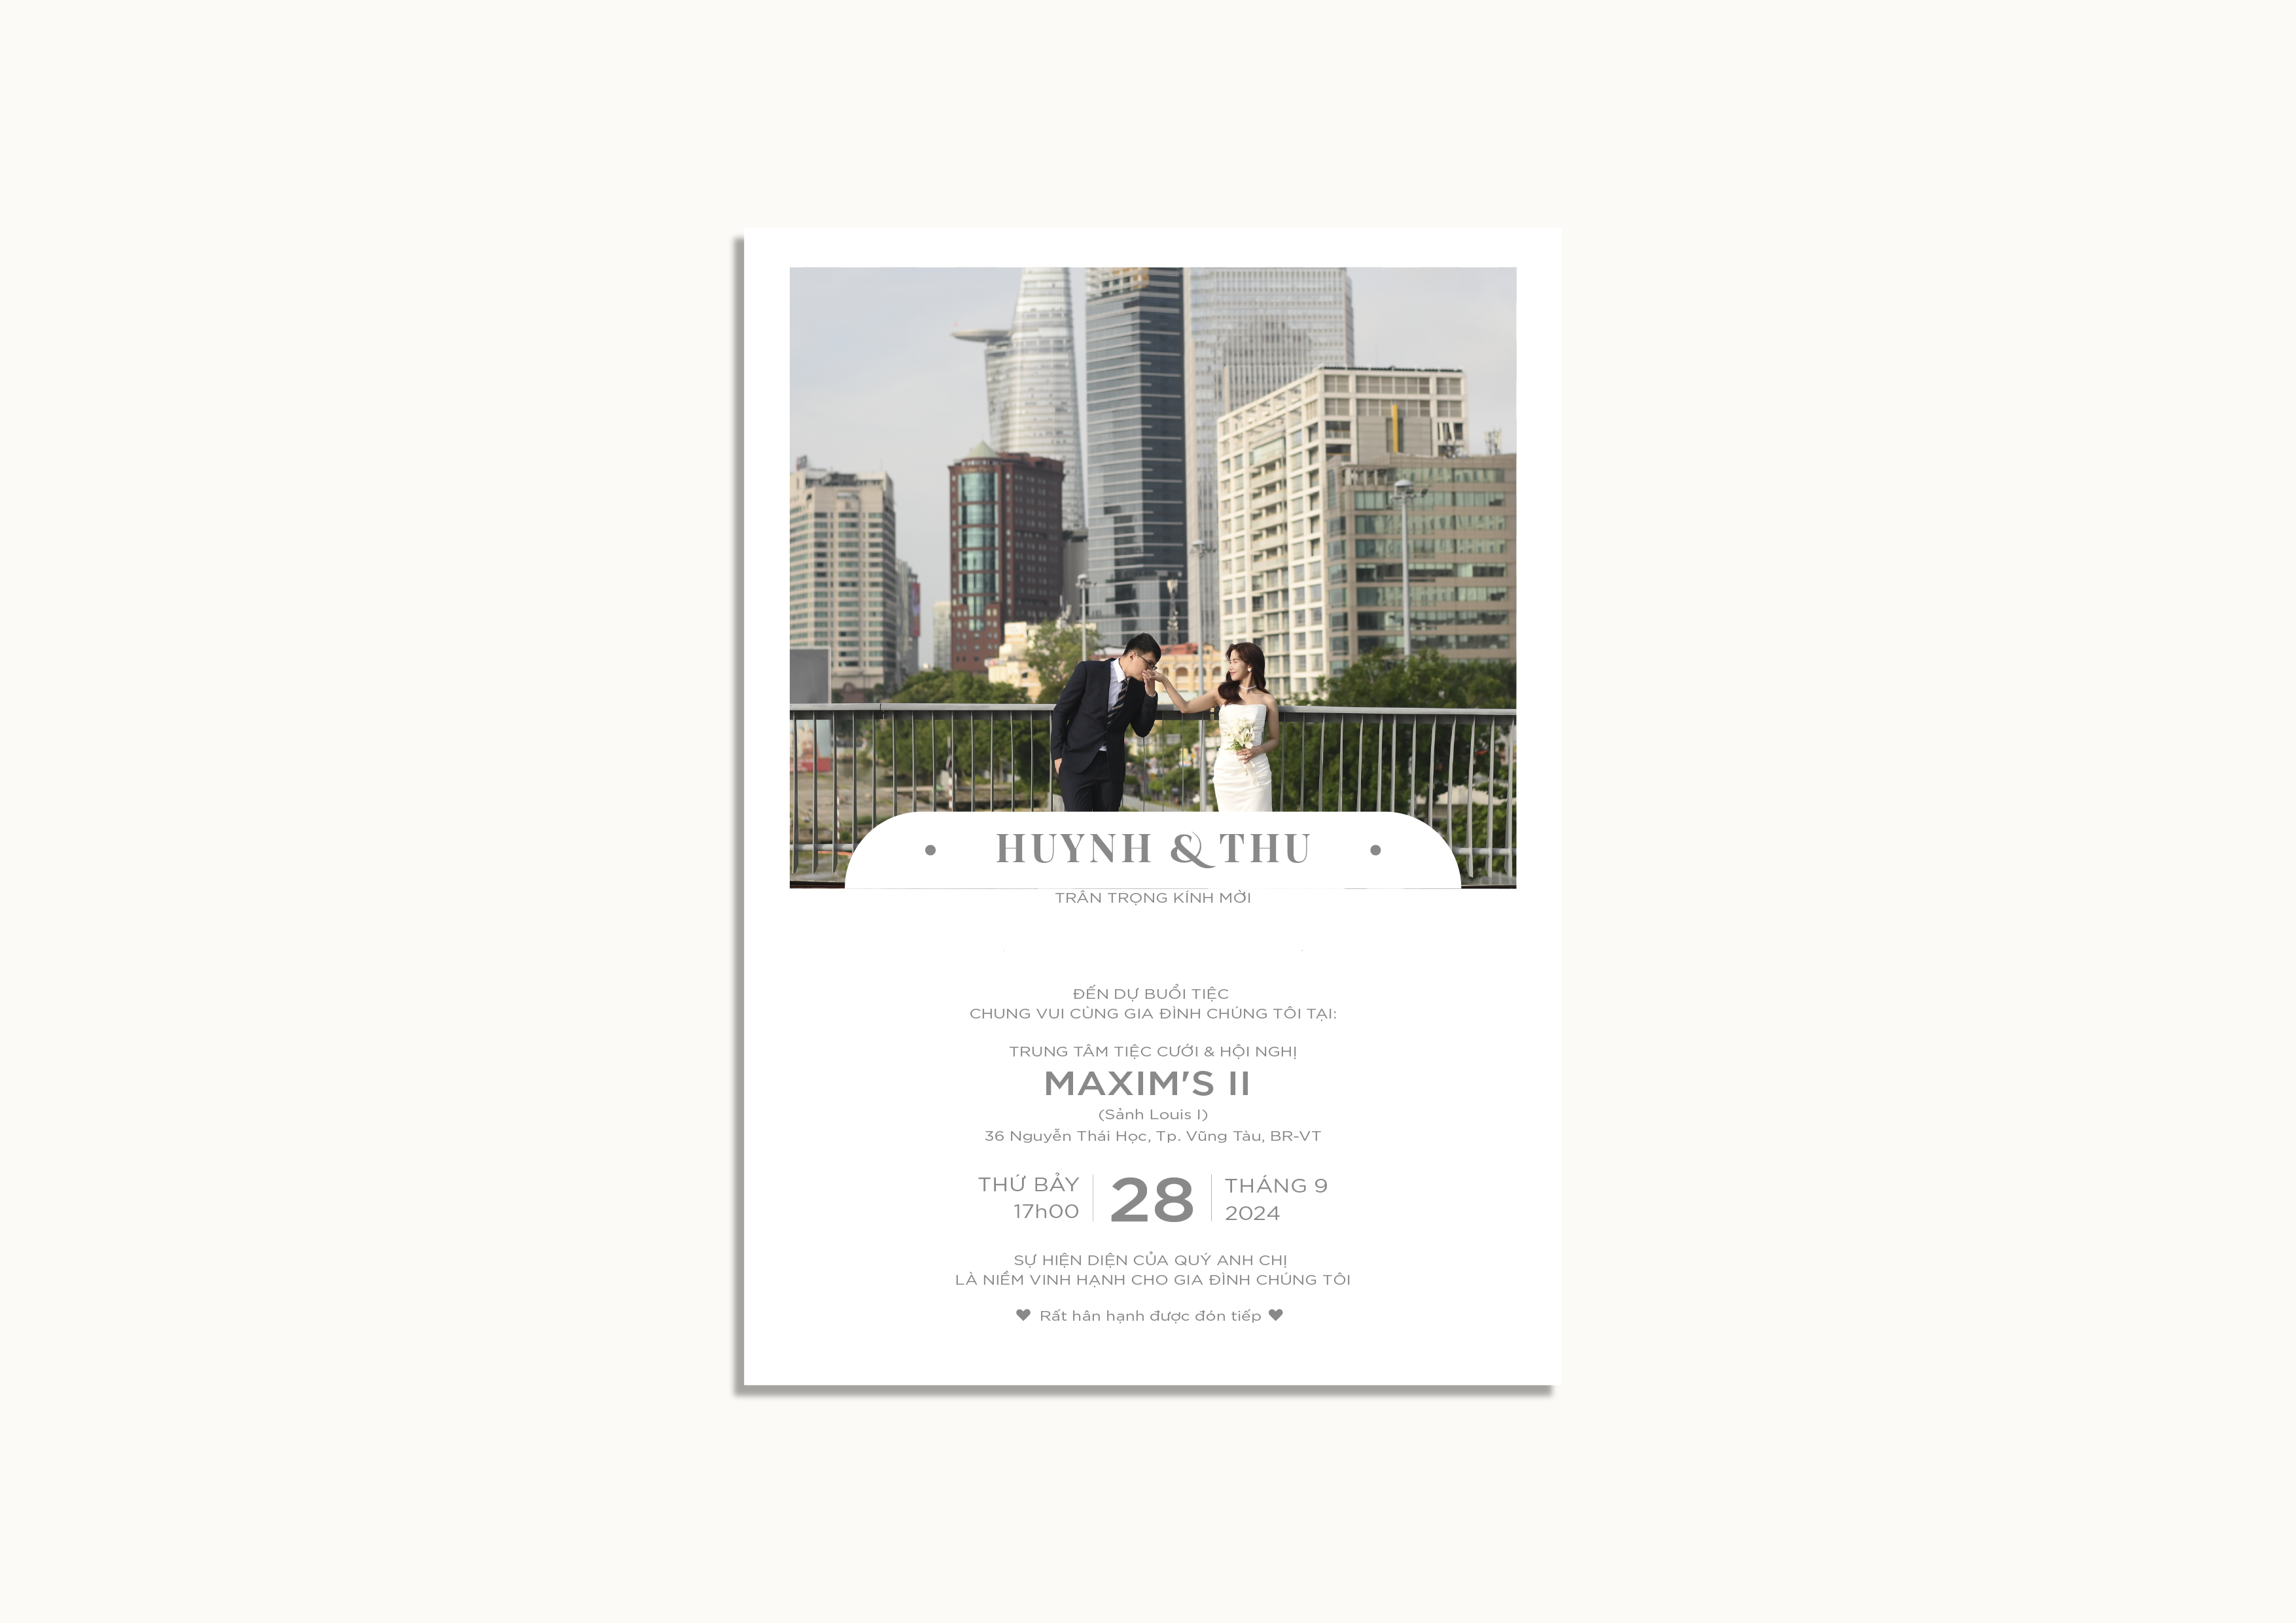 HUYNH & THU
TRÂN TRỌNG KÍNH MỜI
ĐẾN DỰ BUỔI TIỆC
CHUNG VUI CÙNG GIA ĐÌNH CHÚNG TÔI TẠI:
TRUNG TÂM TIỆC CƯỚI & HỘI NGHỊ
MAXIM'S II
(Sảnh Louis I)
36 Nguyễn Thái Học, Tp. Vũng Tàu, BR-VT
THỨ BẢY
17h00
28
THÁNG 9
2024
SỰ HIỆN DIỆN CỦA QUÝ ANH CHỊ
LÀ NIỀM VINH HẠNH CHO GIA ĐÌNH CHÚNG TÔI
Rất hân hạnh được đón tiếp